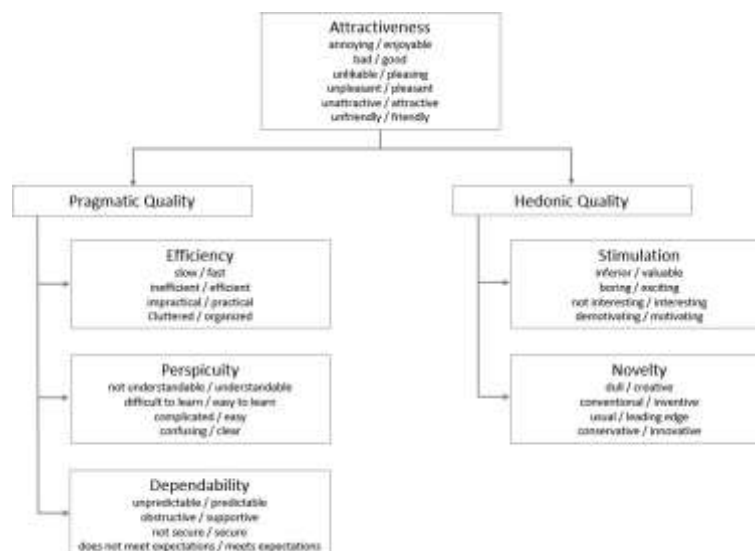 Attractiveness
annoying / enjoyable
bad / good
unlikable / pleasing
unpleasant / pleasant
unattractive / attractive
unfriendly / friendly
Pragmatic Quality
Hedonic Quality
Efficiency
slow / fast
inefficient / efficient
impractical / practical
Cluttered / organized
Stimulation
inferior / valuable
boring / exciting
not interesting / interesting
demotivating / motivating
Perspicuity
not understandable / understandable
difficult to learn / easy to learn
complicated / easy
confusing / clear
Novelty
dull / creative
conventional / inventive
usual / leading edge
conservative / innovative
Dependability
unpredictable / predictable
obstructive / supportive
not secure / secure
does not meet expectations / meets expectations